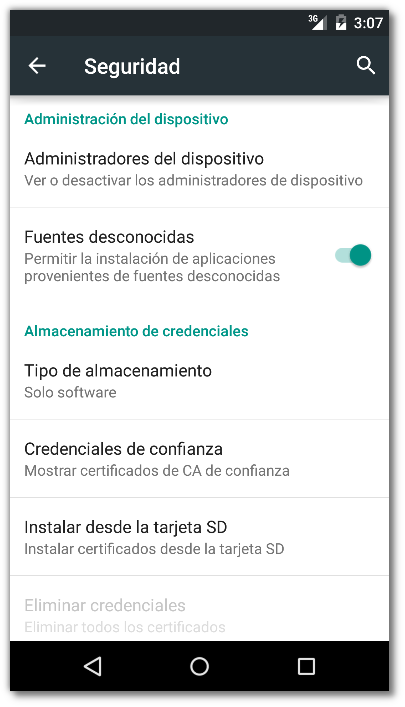 3G 3:07
Seguridad
Administración del dispositivo
Administradores del dispositivo
Ver o desactivar los administradores de dispositivo
Fuentes desconocidas
Permitir la instalación de aplicaciones
provenientes de fuentes desconocidas
Almacenamiento de credenciales
Tipo de almacenamiento
Solo software
Credenciales de confianza
Mostrar certificados de CA de confianza
Instalar desde la tarjeta SD
Instalar certificados desde la tarjeta SD
Eliminar credenciales
Eliminar todos los certificados